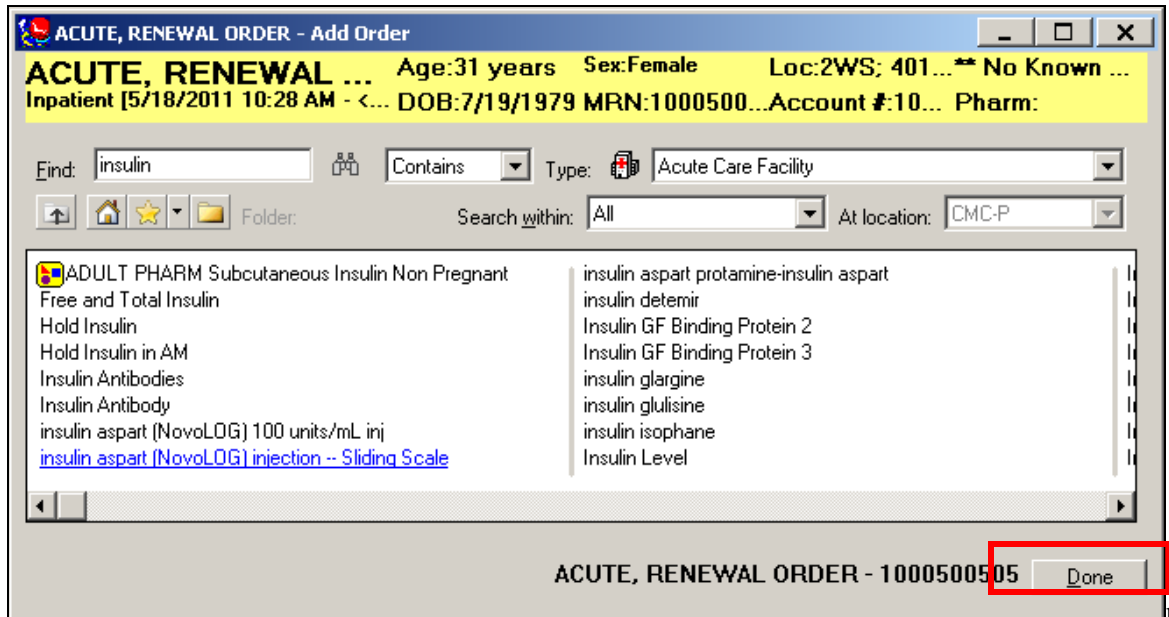 ACUTE, RENEWAL ORDER - Add Order
ACUTE, RENEWAL ... Age:31 years Sex:Female Loc:2WS; 401...** No Known ...
Inpatient [5/18/2011 10:28 AM - <... DOB:7/19/1979 MRN:1000500...Account #:10... Pharm:
Find: insulin Contains Type: Acute Care Facility
Folder: Search within: All At location: CMC-P
ADULT PHARM Subcutaneous Insulin Non Pregnant
Free and Total Insulin
Hold Insulin
Hold Insulin in AM
Insulin Antibodies
Insulin Antibody
insulin aspart (NovoLOG) 100 units/mL inj
insulin aspart (NovoLOG) injection -- Sliding Scale
insulin aspart protamine-insulin aspart
insulin detemir
Insulin GF Binding Protein 2
Insulin GF Binding Protein 3
insulin glargine
insulin glulisine
insulin isophane
Insulin Level
ACUTE, RENEWAL ORDER - 1000500505 Done